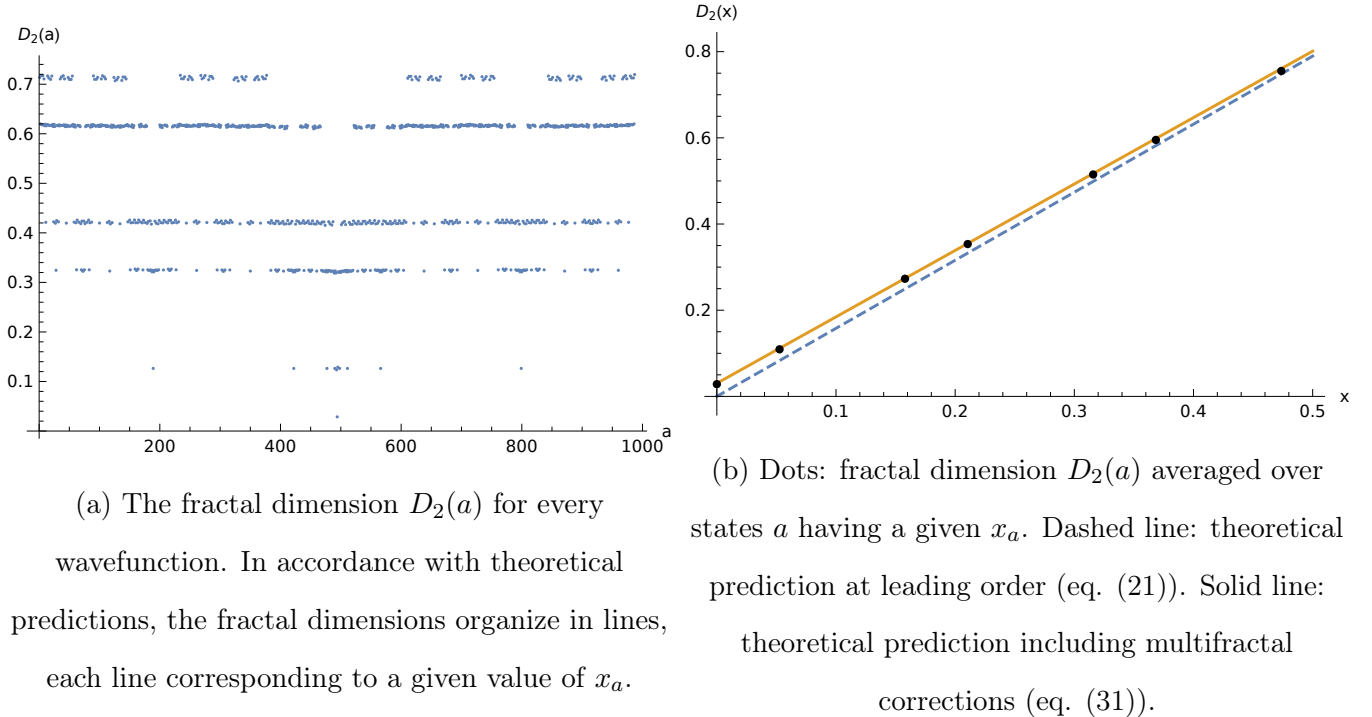 D₂(a)
0.7
0.6
0.5
0.4
0.3
0.2
0.1
200
400
600
800
1000
a
(a) The fractal dimension D₂(a) for every
wavefunction. In accordance with theoretical
predictions, the fractal dimensions organize in lines,
each line corresponding to a given value of xₐ.
D₂(x)
0.8
0.6
0.4
0.2
0.1
0.2
0.3
0.4
0.5
x
(b) Dots: fractal dimension D₂(a) averaged over
states a having a given xₐ. Dashed line: theoretical
prediction at leading order (eq. (21)). Solid line:
theoretical prediction including multifractal
corrections (eq. (31)).